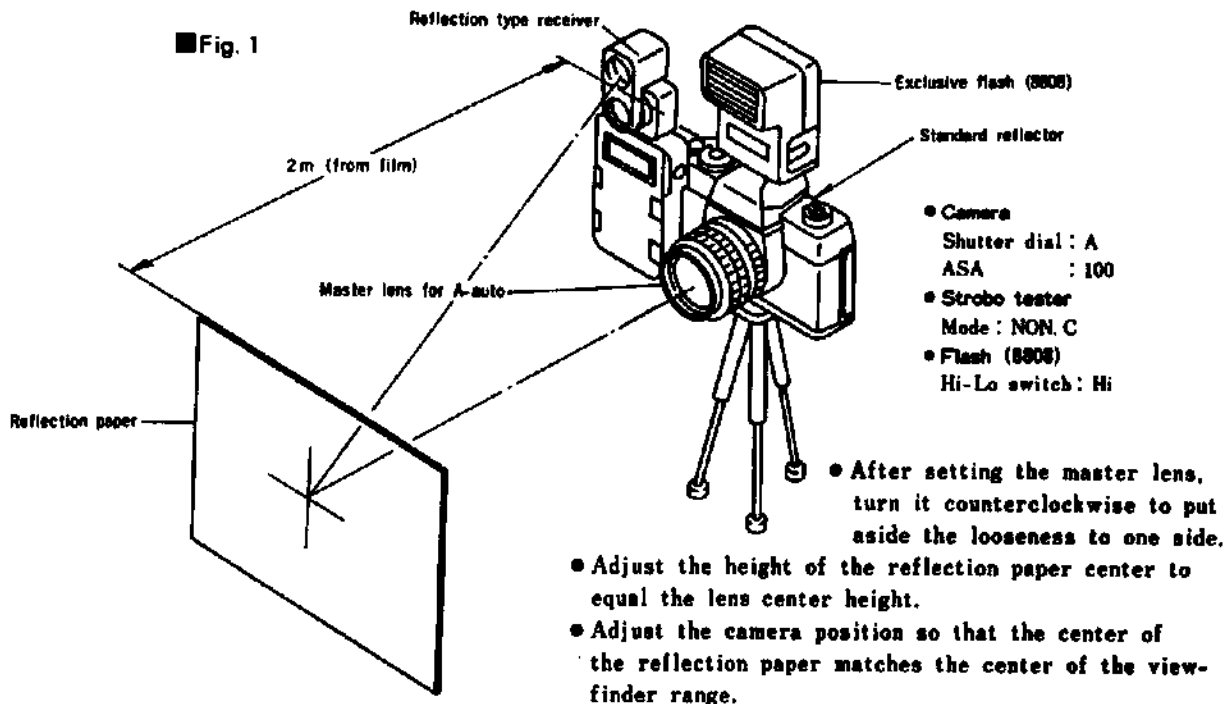 Reflection type receiver
■Fig. 1
Exclusive flash (8808)
Standard reflector
2m (from film)
● Camera
Shutter dial : A
ASA : 100
● Strobo tester
Mode : NON. C
● Flash (8808)
Hi-Lo switch : Hi
Master lens for A-auto
Reflection paper
● After setting the master lens,
turn it counterclockwise to put
aside the looseness to one side.
● Adjust the height of the reflection paper center to
equal the lens center height.
● Adjust the camera position so that the center of
the reflection paper matches the center of the view-
finder range.